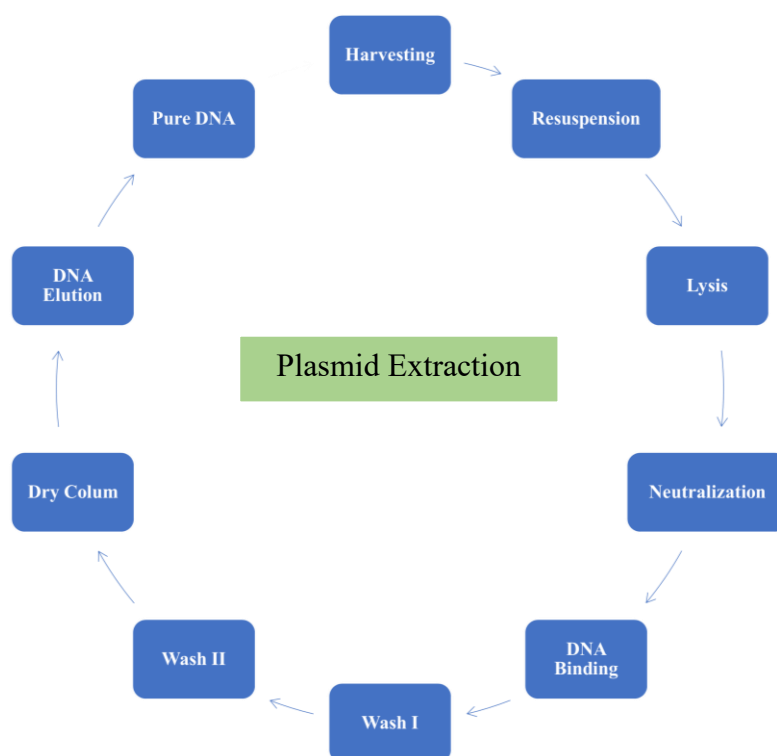 Harvesting
Resuspension
Lysis
Neutralization
DNA
Binding
Wash I
Wash II
Dry Colum
DNA
Elution
Pure DNA
Plasmid Extraction